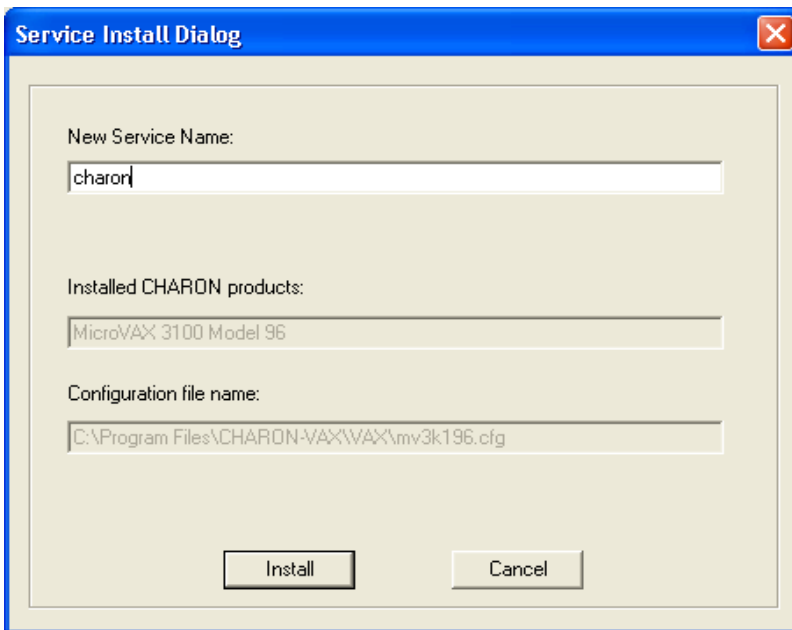 Service Install Dialog
New Service Name:
charon
Installed CHARON products:
MicroVAX 3100 Model 96
Configuration file name:
C:\Program Files\CHARON-VAX\VAX\mv3k196.cfg
Install
Cancel